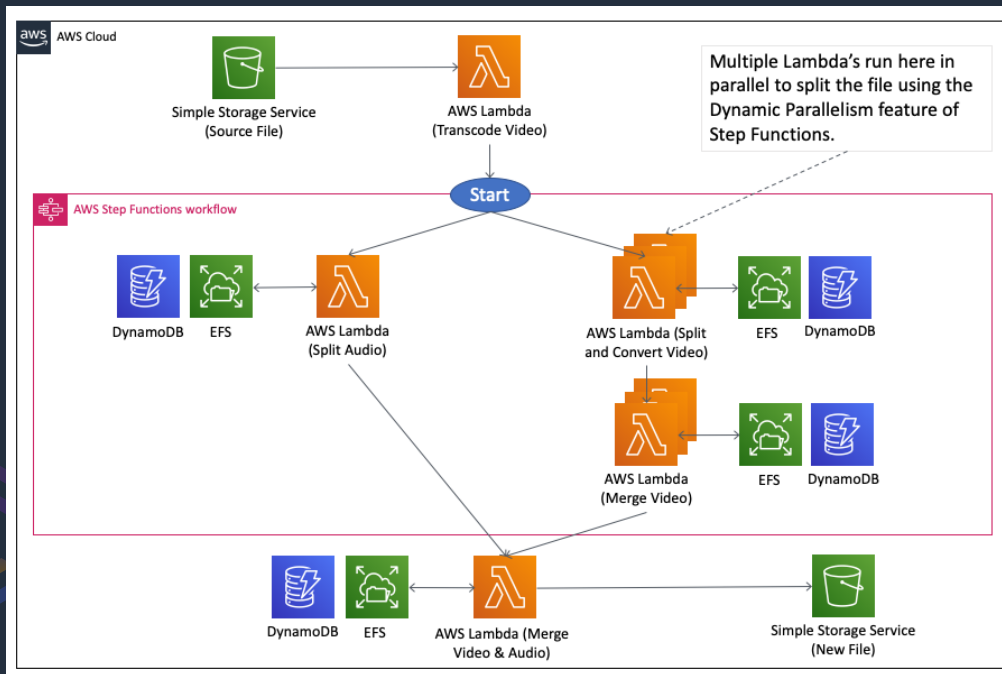 aws
AWS Cloud
Simple Storage Service
(Source File)
AWS Lambda
(Transcode Video)
Multiple Lambda's run here in
parallel to split the file using the
Dynamic Parallelism feature of
Step Functions.
Start
AWS Step Functions workflow
DynamoDB
EFS
AWS Lambda
(Split Audio)
AWS Lambda (Split
and Convert Video)
EFS
DynamoDB
AWS Lambda
(Merge Video)
EFS
DynamoDB
DynamoDB
EFS
AWS Lambda (Merge
Video & Audio)
Simple Storage Service
(New File)